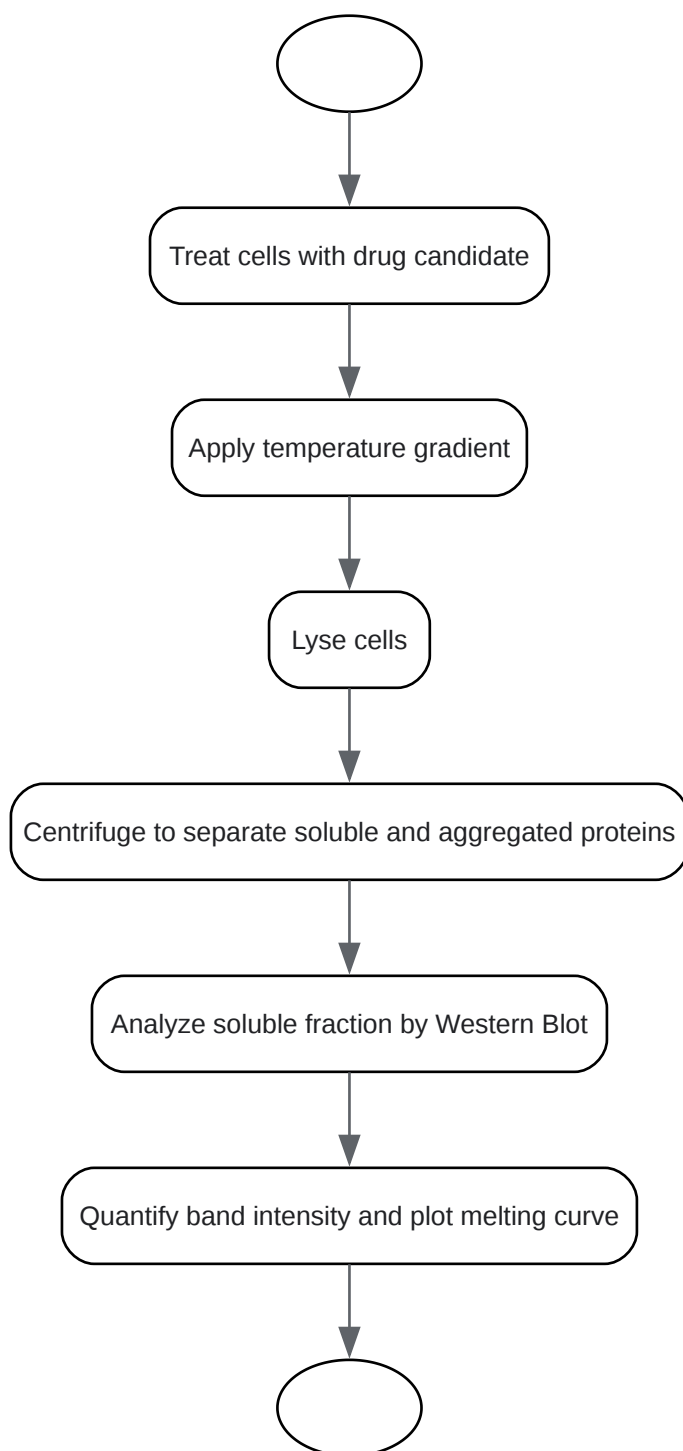 Treat cells with drug candidate
Apply temperature gradient
Lyse cells
Centrifuge to separate soluble and aggregated proteins
Analyze soluble fraction by Western Blot
Quantify band intensity and plot melting curve